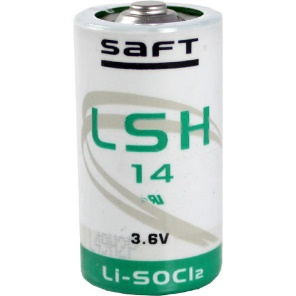 SAFT
LSH
14
3.6V
Li-SOCl₂